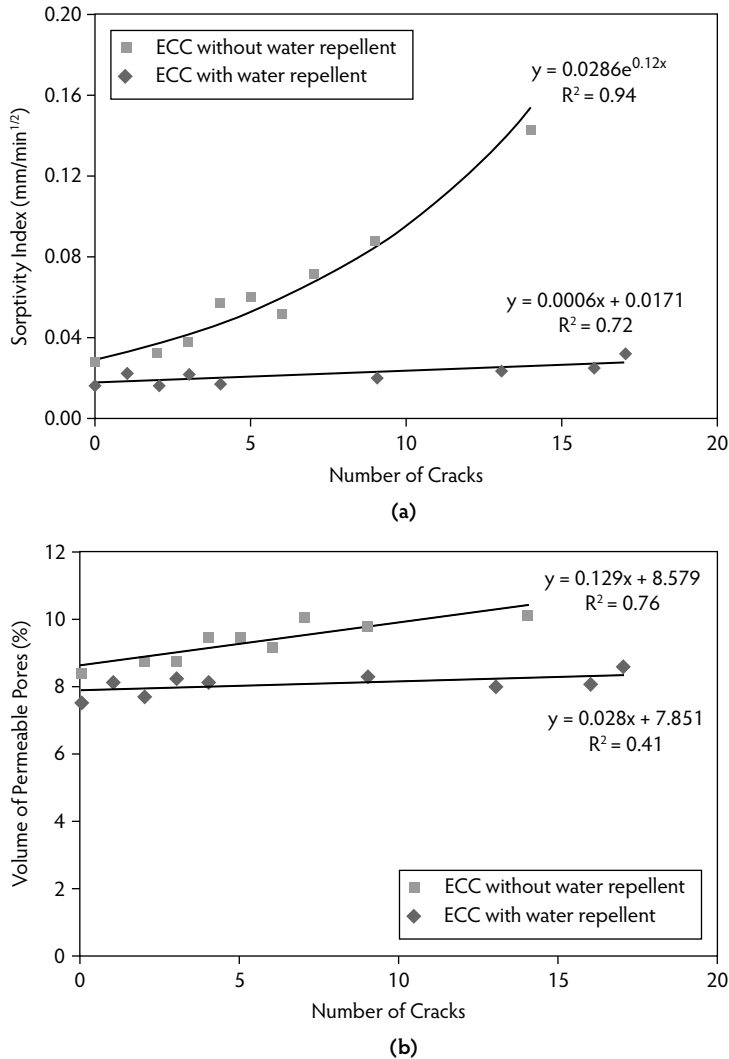 0.20
ECC without water repellent
ECC with water repellent
y = 0.0286e^0.12x
R² = 0.94
0.16
0.12
0.08
y = 0.0006x + 0.0171
R² = 0.72
0.04
0.00
Sorptivity Index (mm/min^1/2)
0 5 10 15 20
Number of Cracks
(a)
12
y = 0.129x + 8.579
R² = 0.76
10
8
y = 0.028x + 7.851
R² = 0.41
6
4
2
ECC without water repellent
ECC with water repellent
0
Volume of Permeable Pores (%)
0 5 10 15 20
Number of Cracks
(b)